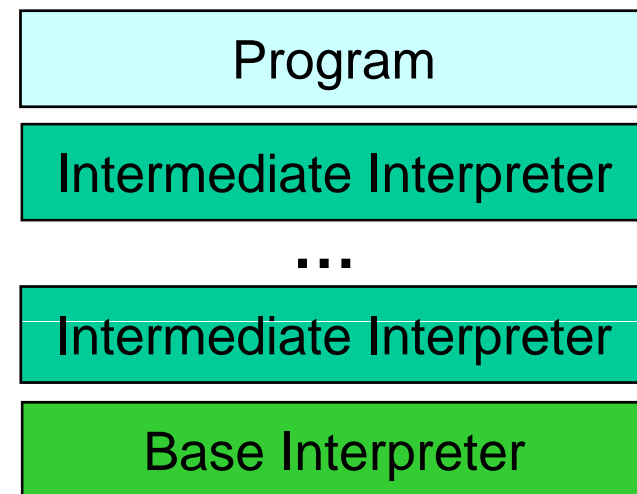 Program
Intermediate Interpreter
...
Intermediate Interpreter
Base Interpreter